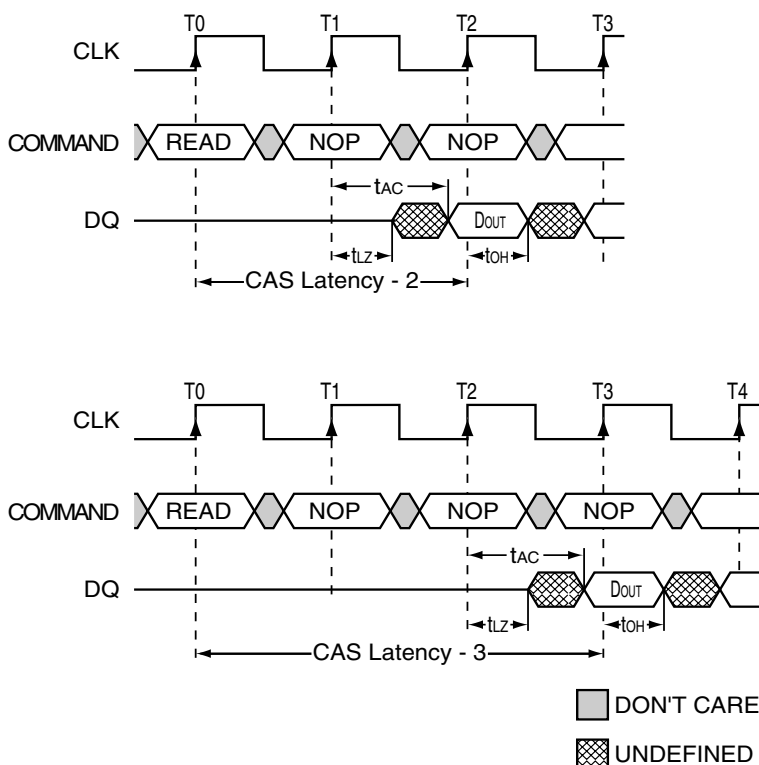 T0 T1 T2 T3
CLK
COMMAND READ NOP NOP
tAC
DQ DOUT
tLZ tOH
CAS Latency - 2
T0 T1 T2 T3 T4
CLK
COMMAND READ NOP NOP NOP
tAC
DQ DOUT
tLZ tOH
CAS Latency - 3
DON'T CARE
UNDEFINED